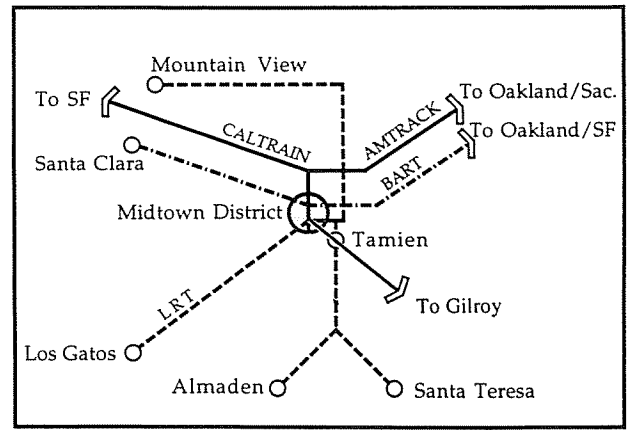 Mountain View
To SF
To Oakland/Sac.
AMTRACK
CALTRAIN
To Oakland/SF
Santa Clara
BART
Midtown District
Tamien
LRT
To Gilroy
Los Gatos
Almaden
Santa Teresa